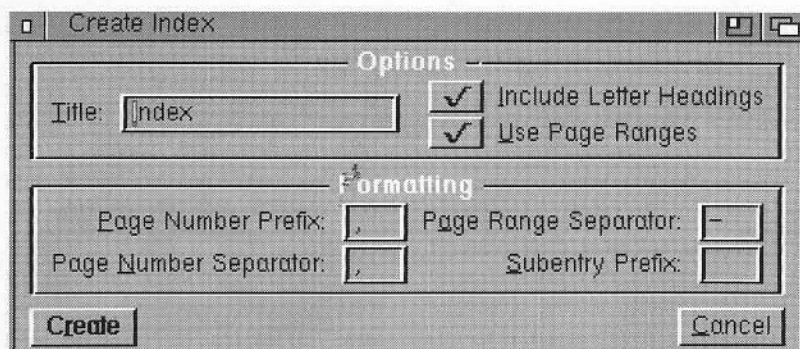 Create Index
Options
Title: Index
Include Letter Headings
Use Page Ranges
Formatting
Page Number Prefix: , Page Range Separator: –
Page Number Separator: , Subentry Prefix:
Create Cancel